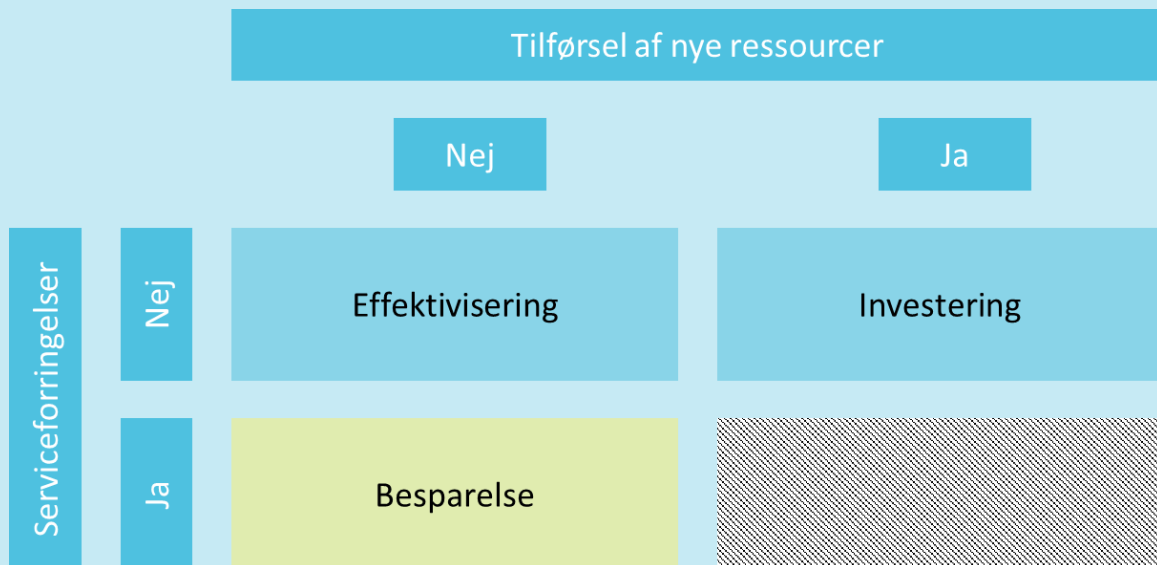 Tilførsel af nye ressourcer
Nej
Ja
Serviceforringelser
Nej
Effektivisering
Investering
Ja
Besparelse